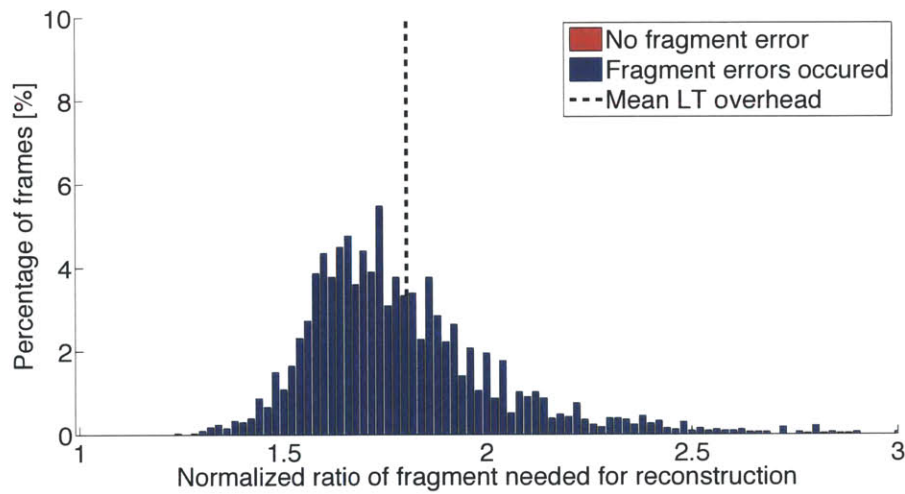 10
8
6
4
2
0
Percentage of frames [%]
No fragment error
Fragment errors occured
Mean LT overhead
1
1.5
2
2.5
3
Normalized ratio of fragment needed for reconstruction